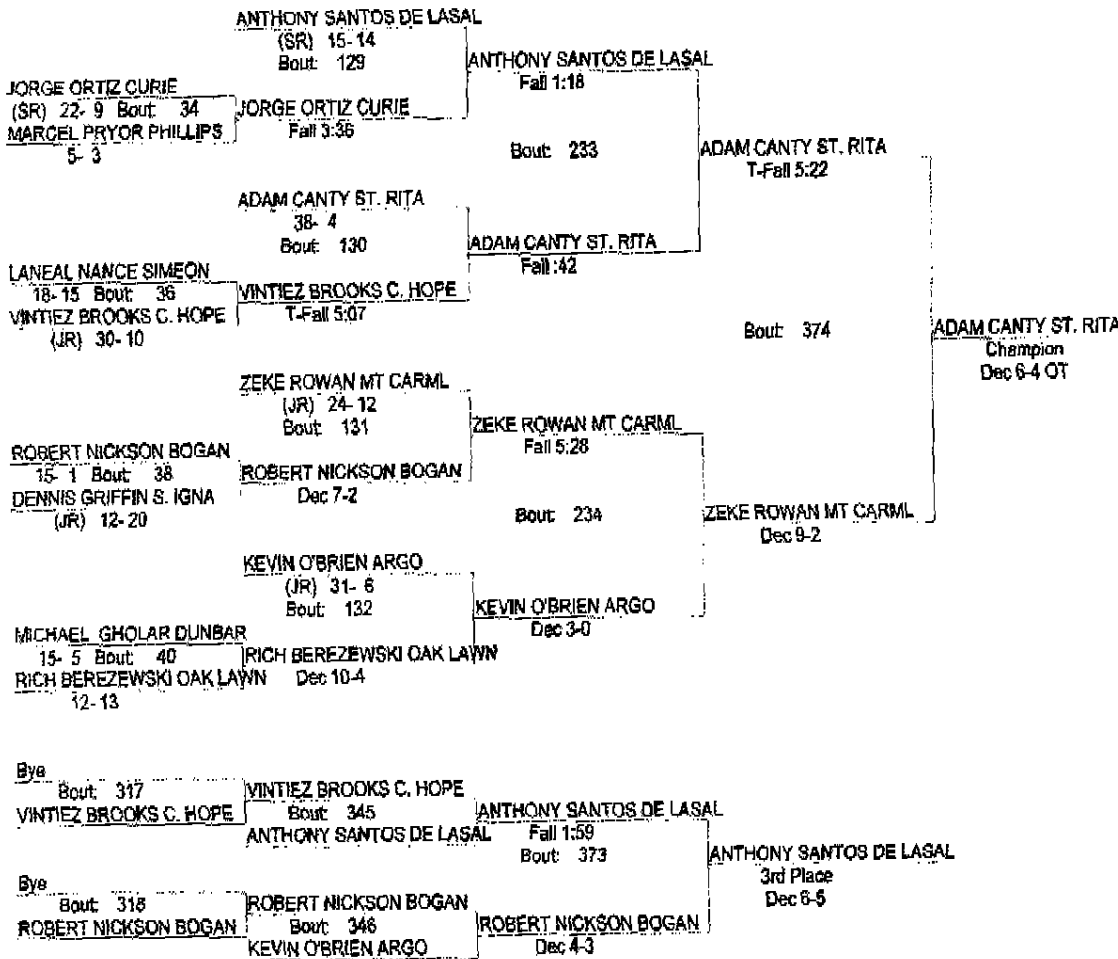 ANTHONY SANTOS DE LASAL
(SR) 15- 14
Bout: 129
ANTHONY SANTOS DE LASAL
Fall 1:18
JORGE ORTIZ CURIE
(SR) 22- 9 Bout: 34
JORGE ORTIZ CURIE
Fall 3:36
MARCEL PRYOR PHILLIPS
5- 3
Bout: 233
ADAM CANTY ST. RITA
T-Fall 5:22
ADAM CANTY ST. RITA
38- 4
Bout: 130
ADAM CANTY ST. RITA
Fall :42
LANEAL NANCE SIMEON
18- 15 Bout: 36
VINTIEZ BROOKS C. HOPE
T-Fall 5:07
VINTIEZ BROOKS C. HOPE
(JR) 30- 10
Bout: 374
ADAM CANTY ST. RITA
Champion
Dec 6-4 OT
ZEKE ROWAN MT CARML
(JR) 24- 12
Bout: 131
ZEKE ROWAN MT CARML
Fall 5:28
ROBERT NICKSON BOGAN
15- 1 Bout: 38
ROBERT NICKSON BOGAN
Dec 7-2
DENNIS GRIFFIN S. IGNA
(JR) 12- 20
Bout: 234
ZEKE ROWAN MT CARML
Dec 9-2
KEVIN O'BRIEN ARGO
(JR) 31- 6
Bout: 132
KEVIN O'BRIEN ARGO
Dec 3-0
MICHAEL GHOLAR DUNBAR
15- 5 Bout: 40
RICH BEREZEWSKI OAK LAWN
Dec 10-4
RICH BEREZEWSKI OAK LAWN
12- 13
Bye
Bout: 317
VINTIEZ BROOKS C. HOPE
VINTIEZ BROOKS C. HOPE
Bout: 345
ANTHONY SANTOS DE LASAL
ANTHONY SANTOS DE LASAL
Fall 1:59
Bout: 373
ANTHONY SANTOS DE LASAL
3rd Place
Dec 6-5
Bye
Bout: 318
ROBERT NICKSON BOGAN
ROBERT NICKSON BOGAN
Bout: 346
KEVIN O'BRIEN ARGO
ROBERT NICKSON BOGAN
Dec 4-3